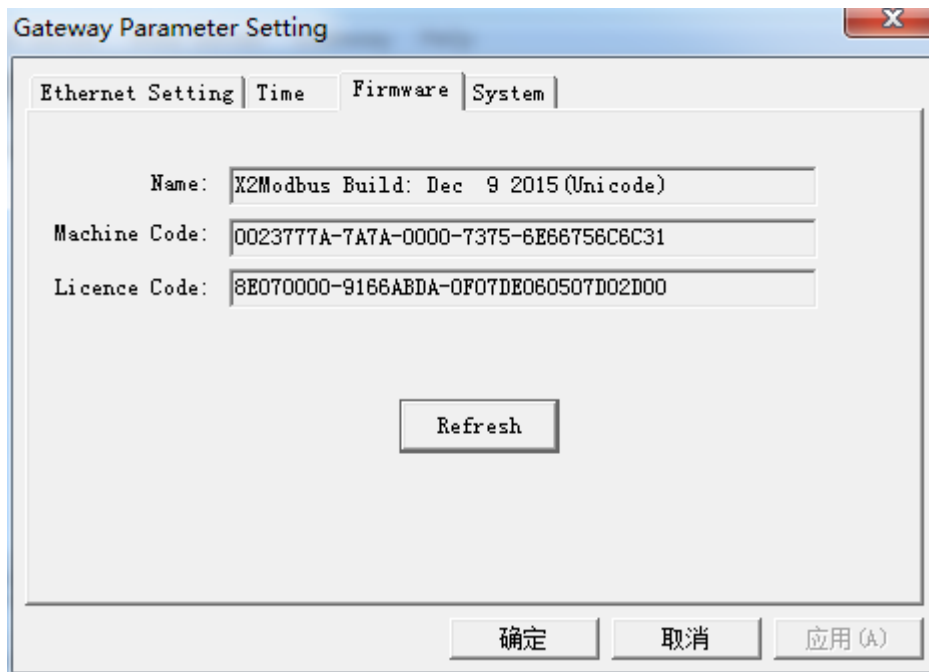 Gateway Parameter Setting
Ethernet Setting Time Firmware System
Name: X2Modbus Build: Dec  9 2015(Unicode)
Machine Code: 0023777A-7A7A-0000-7375-6E66756C6C31
Licence Code: 8E070000-9166ABDA-0F07DE060507D02D00
Refresh
确定 取消 应用(A)